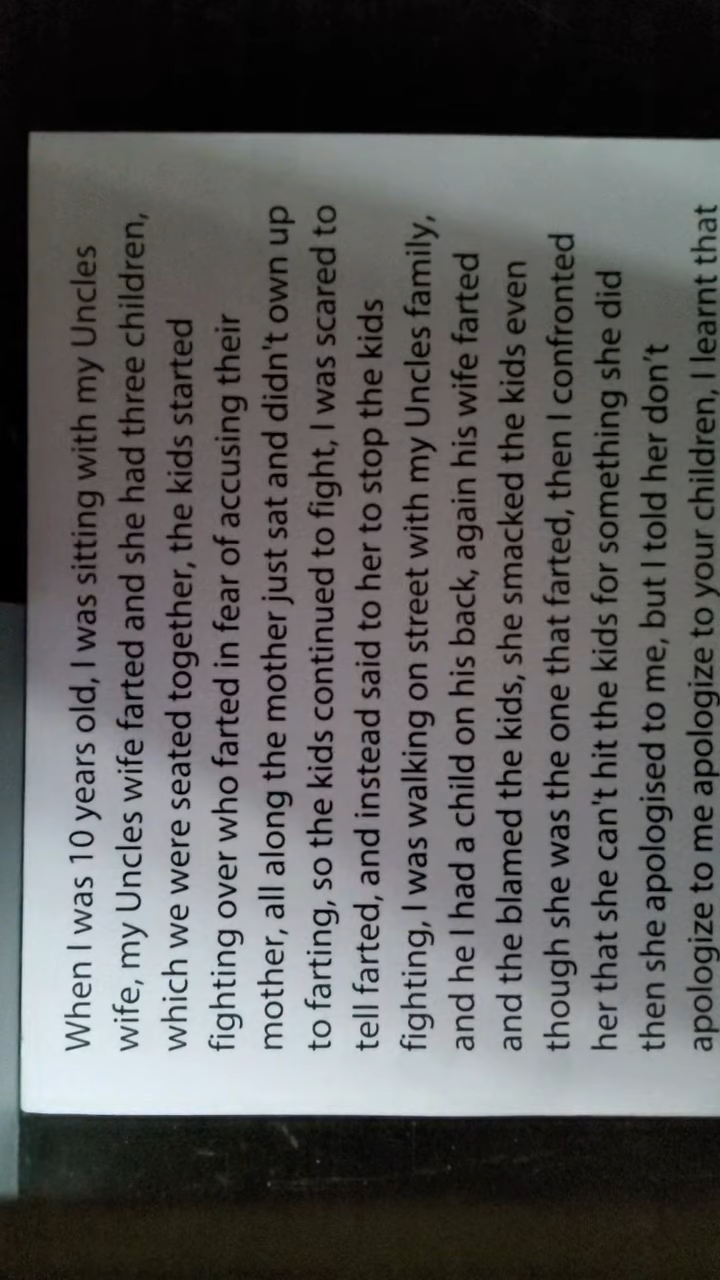 When I was 10 years old, I was sitting with my Uncles
wife, my Uncles wife farted and she had three children,
which we were seated together, the kids started
fighting over who farted in fear of accusing their
mother, all along the mother just sat and didn't own up
to farting, so the kids continued to fight, I was scared to
tell farted, and instead said to her to stop the kids
fighting, I was walking on street with my Uncles family,
and he I had a child on his back, again his wife farted
and the blamed the kids, she smacked the kids even
though she was the one that farted, then I confronted
her that she can't hit the kids for something she did
then she apologised to me, but I told her don't
apologize to me apologize to your children, I learnt that